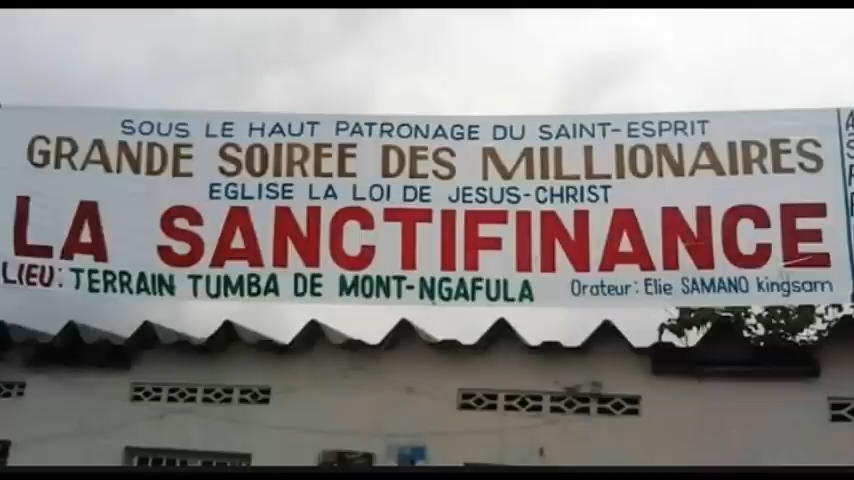 SOUS LE HAUT PATRONAGE DU SAINT-ESPRIT
GRANDE SOIREE DES MILLIONAIRES
EGLISE LA LOI DE JESUS-CHRIST
LA SANCTIFINANCE
LIEU: TERRAIN TUMBA DE MONT-NGAFULA
Orateur: Elie SAMANO kingsam